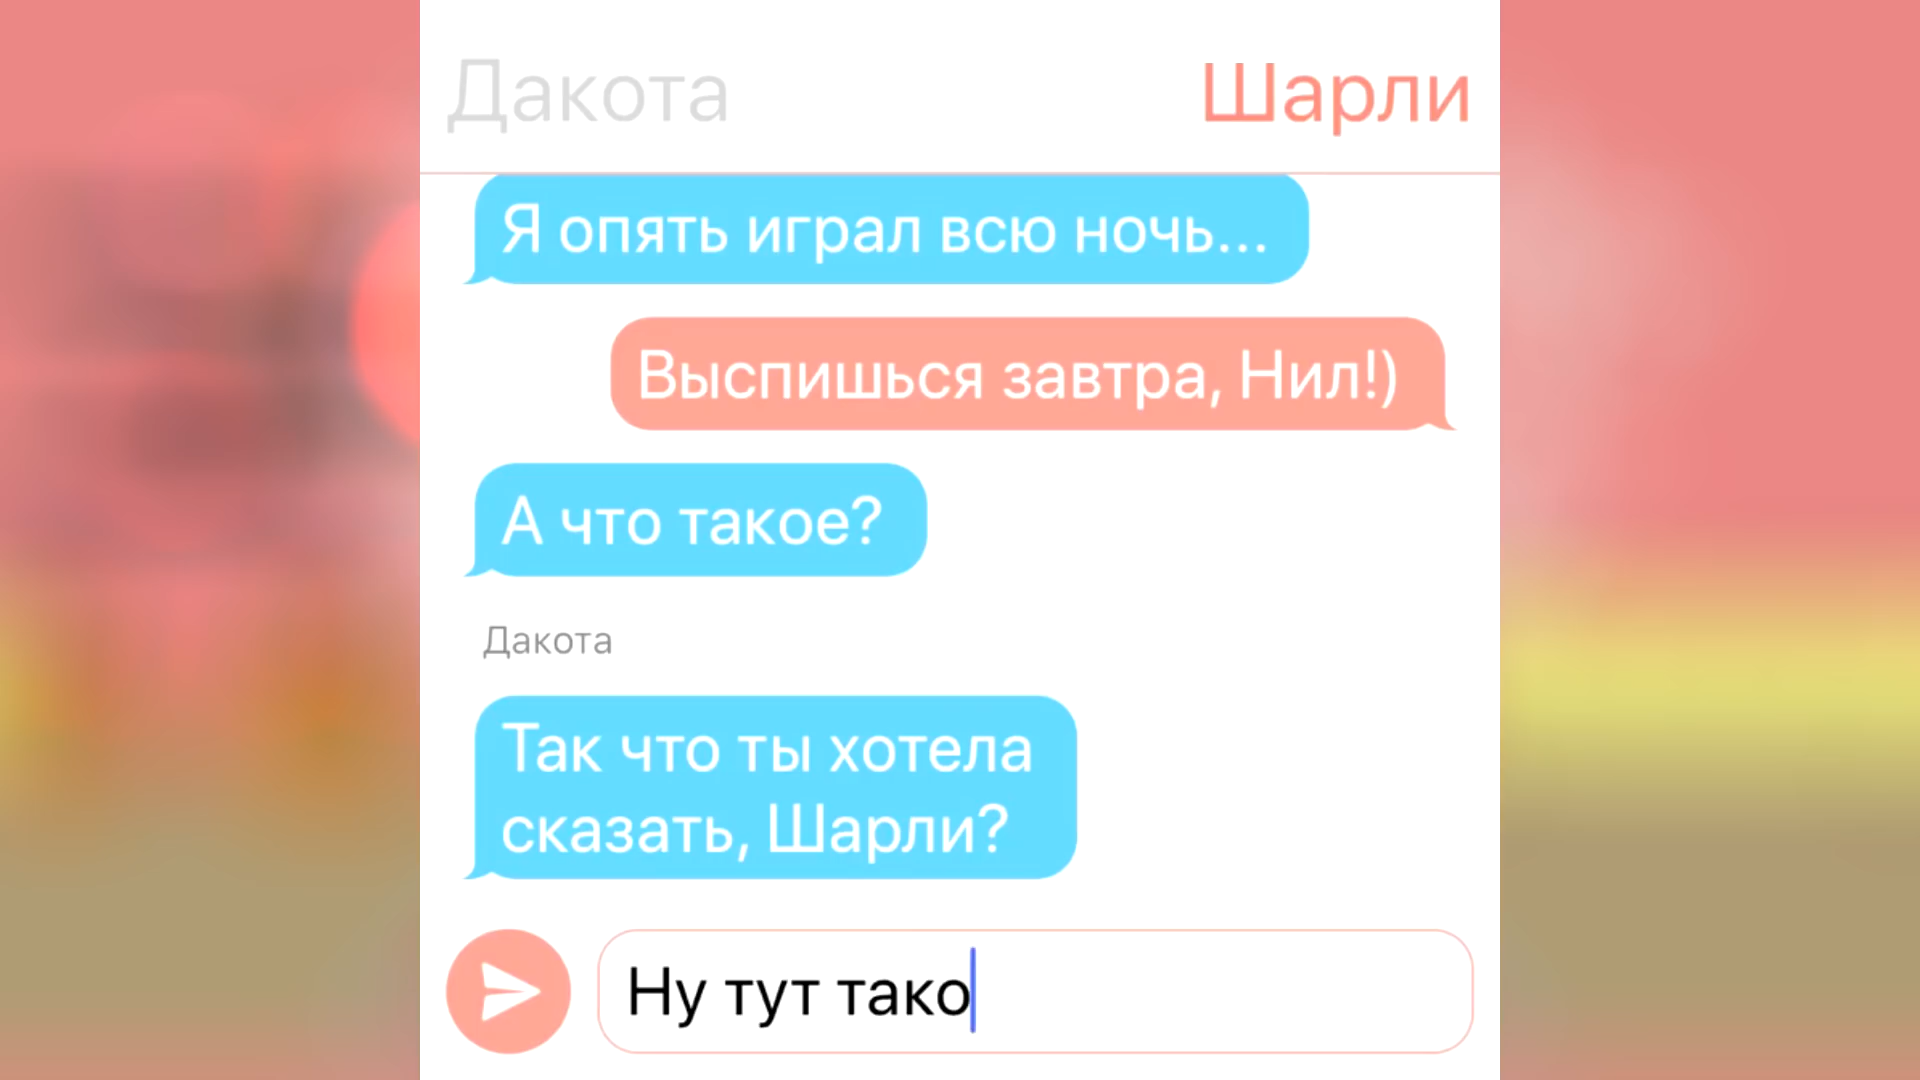 Дакота
Шарли
Я опять играл всю ночь...
Выспишься завтра, Нил!)
А что такое?
Дакота
Так что ты хотела
сказать, Шарли?
Ну тут тако